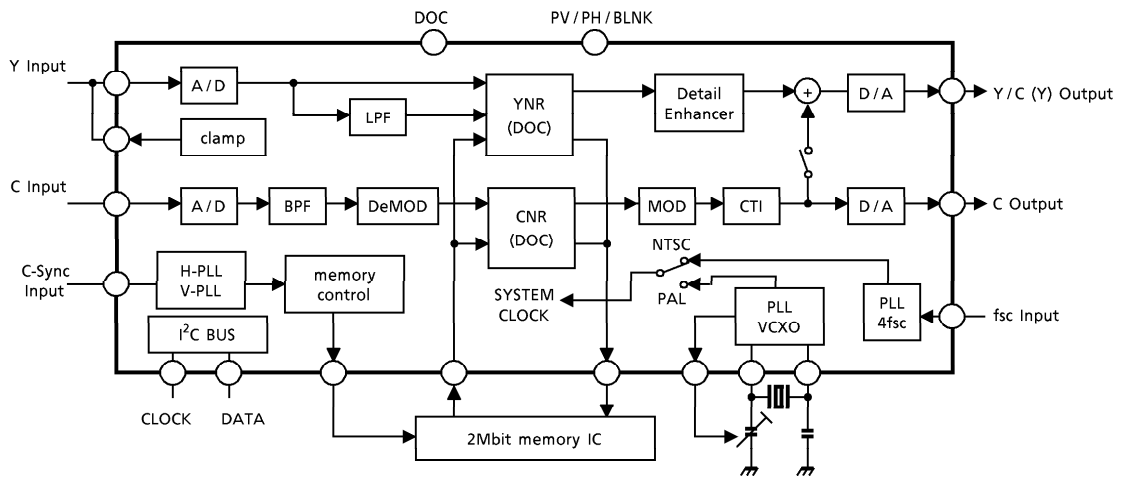 DOC
PV / PH / BLNK
Y Input
A / D
YNR
(DOC)
Detail
Enhancer
+
D / A
Y / C (Y) Output
LPF
clamp
C Input
A / D
BPF
DeMOD
CNR
(DOC)
MOD
CTI
D / A
C Output
NTSC
C-Sync
Input
H-PLL
V-PLL
memory
control
SYSTEM
CLOCK
PAL
PLL
VCXO
PLL
4fsc
fsc Input
I²C BUS
CLOCK
DATA
2Mbit memory IC